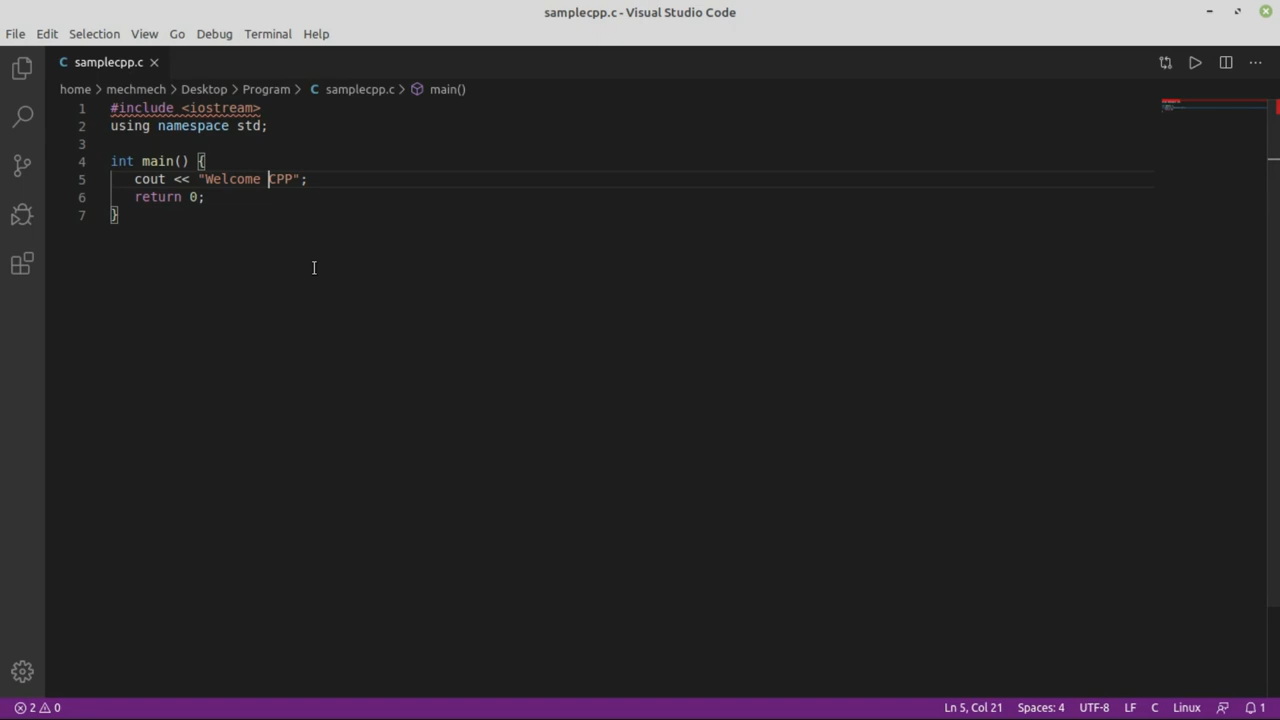 samplecpp.c - Visual Studio Code
File Edit Selection View Go Debug Terminal Help
C samplecpp.c
home > mechmech > Desktop > Program > C samplecpp.c > main()
1 #include <iostream>
2 using namespace std;
3
4 int main() {
5 cout << "Welcome CPP";
6 return 0;
7 }
2 0 Ln 5, Col 21 Spaces: 4 UTF-8 LF C Linux 1